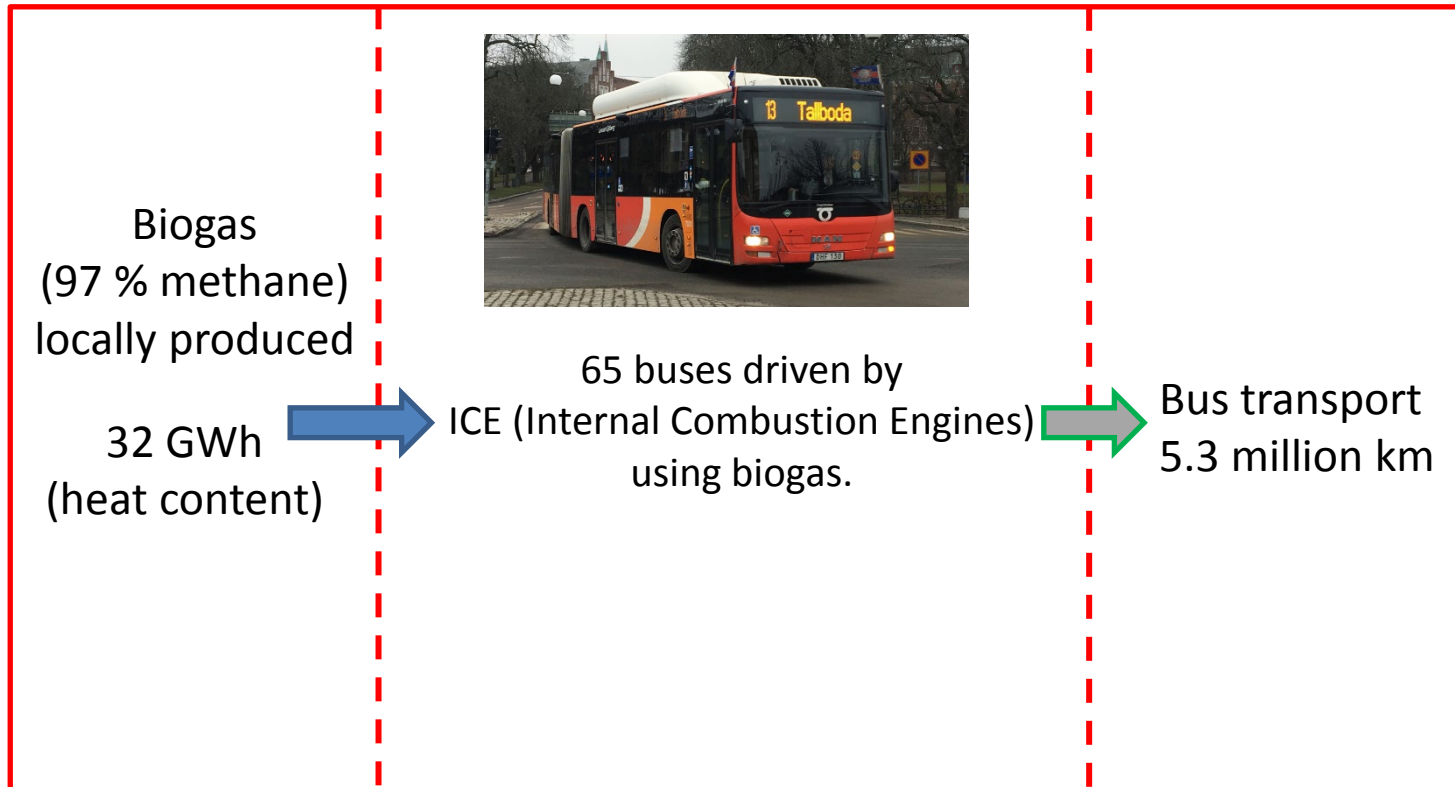 Biogas
(97 % methane)
locally produced
32 GWh
(heat content)
13 Tallboda
MAN
65 buses driven by
ICE (Internal Combustion Engines)
using biogas.
Bus transport
5.3 million km